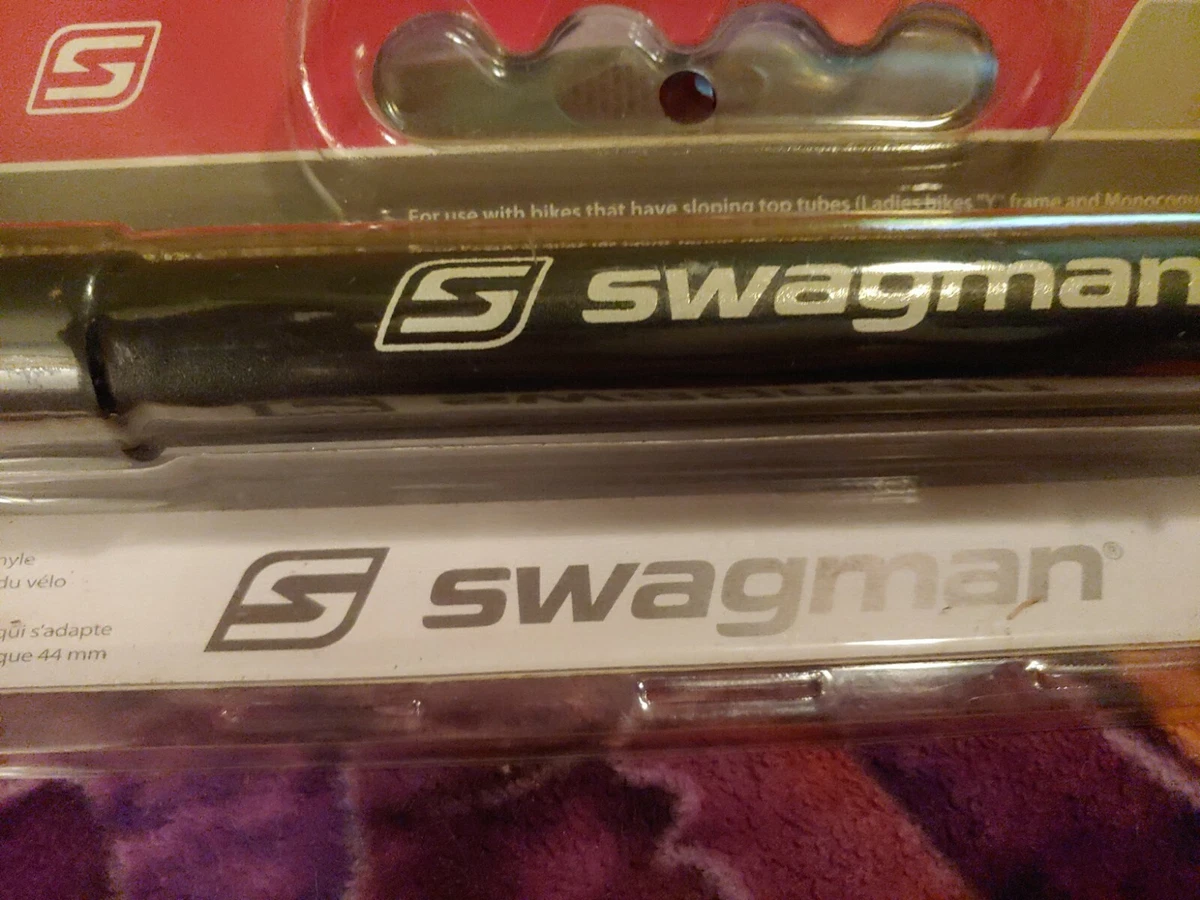 For use with bikes that have sloping top tubes (Ladies bikes "Y" frame and Monocoqu
S swagman
S swagman®
nyle
du vélo
qui s'adapte
que 44 mm